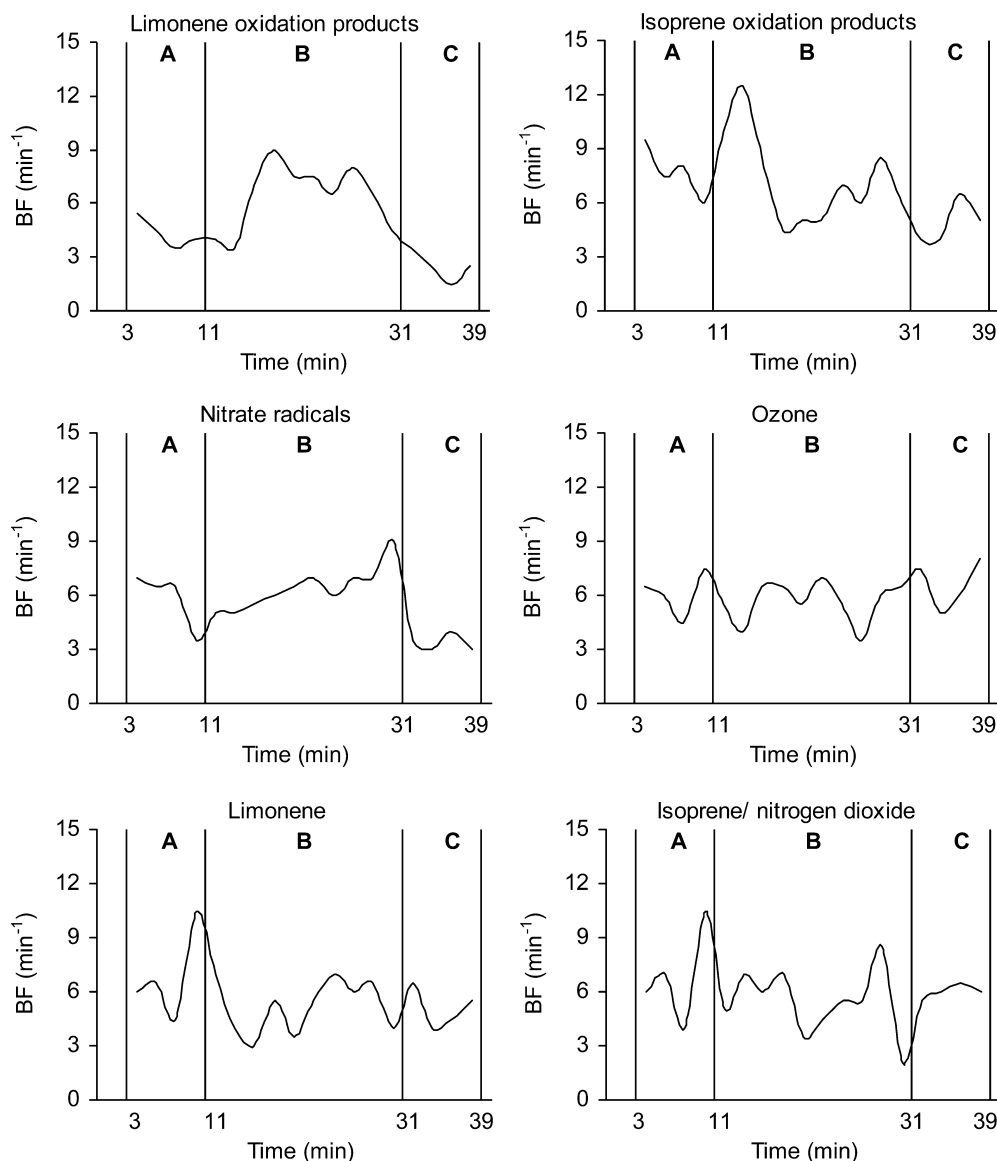 Limonene oxidation products
A B C
15
12
9
6
3
0
BF (min-1)
3 11 31 39
Time (min)
Isoprene oxidation products
A B C
15
12
9
6
3
0
BF (min-1)
3 11 31 39
Time (min)
Nitrate radicals
A B C
15
12
9
6
3
0
BF (min-1)
3 11 31 39
Time (min)
Ozone
A B C
15
12
9
6
3
0
BF (min-1)
3 11 31 39
Time (min)
Limonene
A B C
15
12
9
6
3
0
BF (min-1)
3 11 31 39
Time (min)
Isoprene/ nitrogen dioxide
A B C
15
12
9
6
3
0
BF (min-1)
3 11 31 39
Time (min)